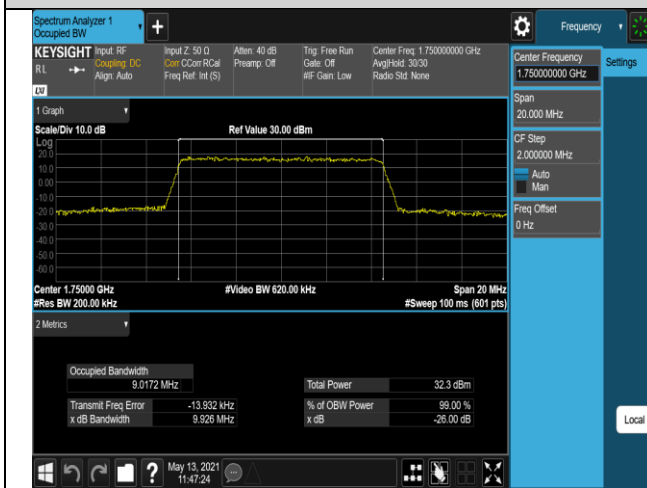 Spectrum Analyzer 1
Occupied BW
Frequency
KEYSIGHT
RL
LXI
Input: RF
Coupling: DC
Align: Auto
Input Z: 50 Ω
Corr CCorr RCal
Freq Ref: Int (S)
Atten: 40 dB
Preamp: Off
Trig: Free Run
Gate: Off
#IF Gain: Low
Center Freq: 1.750000000 GHz
Avg|Hold: 30/30
Radio Std: None
Center Frequency
1.750000000 GHz
Settings
Span
20.000 MHz
CF Step
2.000000 MHz
Auto
Man
Freq Offset
0 Hz
Local
1 Graph
Scale/Div 10.0 dB
Ref Value 30.00 dBm
Log
20.0
10.0
0.00
-10.0
-20.0
-30.0
-40.0
-50.0
-60.0
Center 1.75000 GHz
#Video BW 620.00 kHz
Span 20 MHz
#Res BW 200.00 kHz
#Sweep 100 ms (601 pts)
2 Metrics
Occupied Bandwidth
9.0172 MHz
Total Power
32.3 dBm
Transmit Freq Error
-13.932 kHz
% of OBW Power
99.00 %
x dB Bandwidth
9.926 MHz
x dB
-26.00 dB
?
May 13, 2021
11:47:24